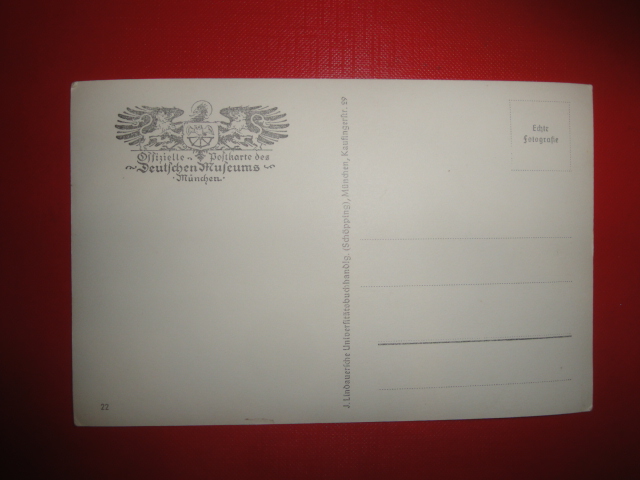 Offizielle Postkarte des
Deutschen Museums
München.
J. Lindauersche Universitätsbuchhandlg. (Schöpping), München, Kaufingerstr. 29
Echte
Fotografie
22